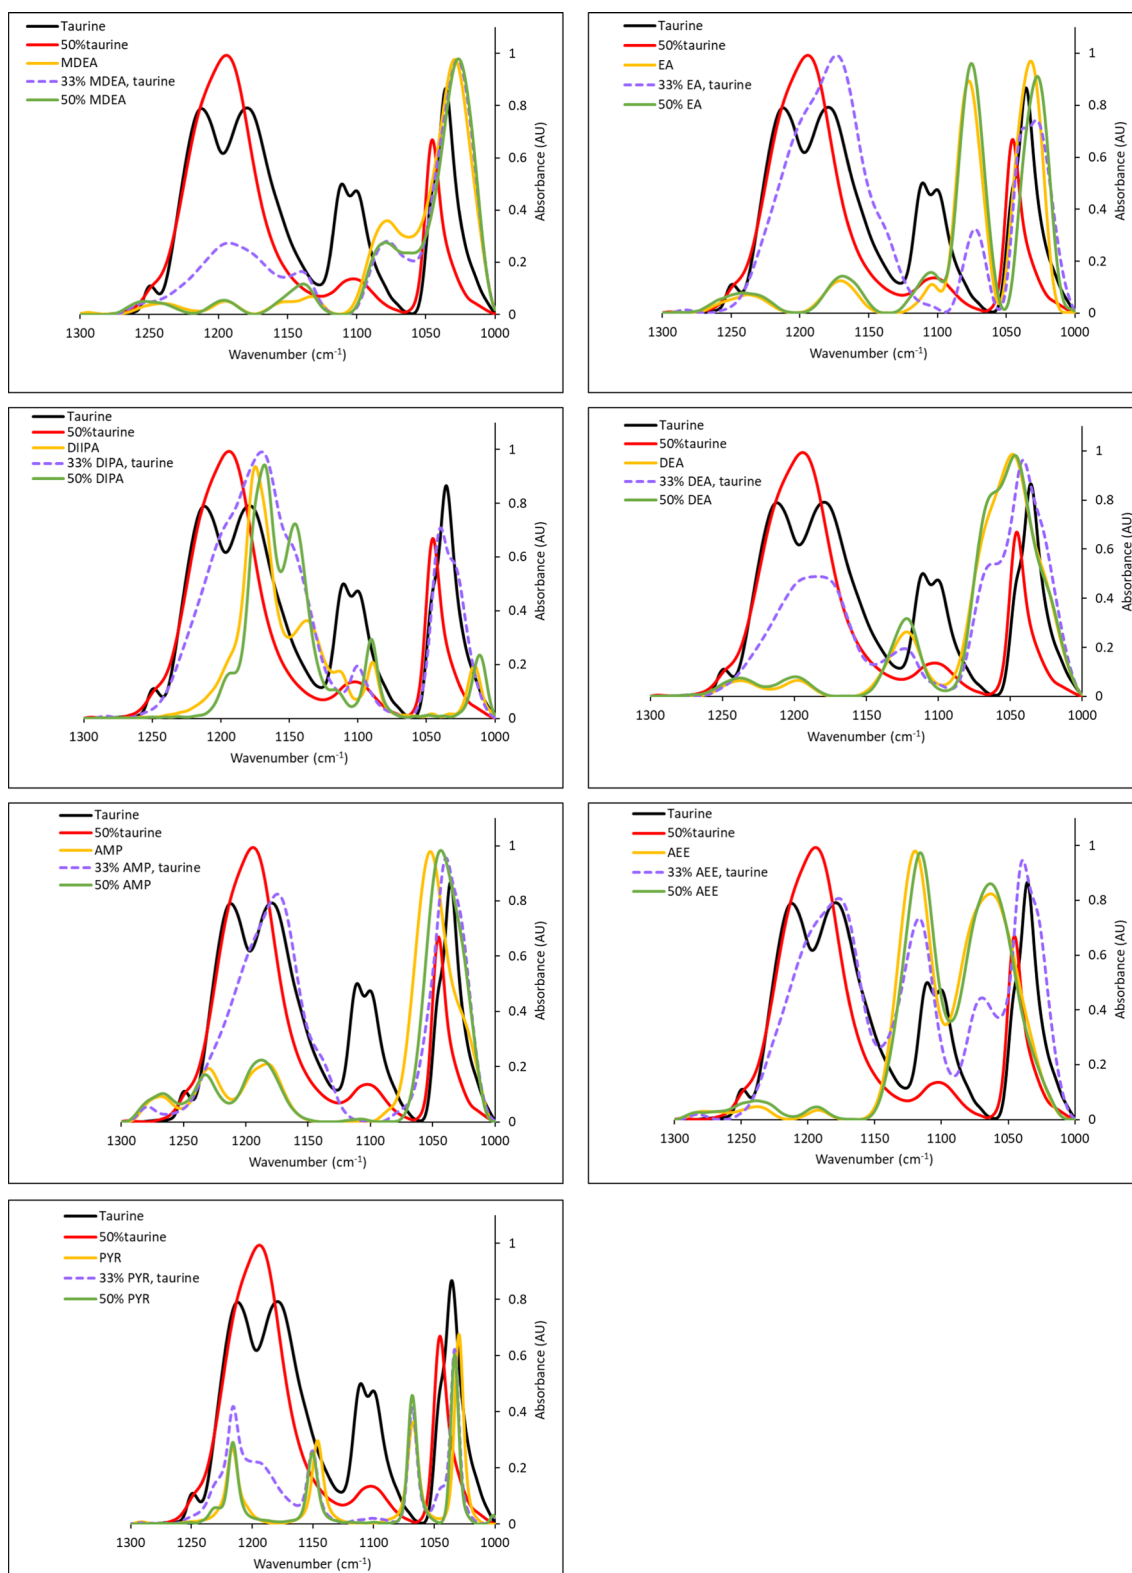 Taurine
50%taurine
MDEA
33% MDEA, taurine
50% MDEA
1
0.8
0.6
0.4
0.2
0
Absorbance (AU)
1300 1250 1200 1150 1100 1050 1000
Wavenumber (cm⁻¹)
Taurine
50%taurine
EA
33% EA, taurine
50% EA
1
0.8
0.6
0.4
0.2
0
Absorbance (AU)
1300 1250 1200 1150 1100 1050 1000
Wavenumber (cm⁻¹)
Taurine
50%taurine
DIIPA
33% DIPA, taurine
50% DIPA
1
0.8
0.6
0.4
0.2
0
Absorbance (AU)
1300 1250 1200 1150 1100 1050 1000
Wavenumber (cm⁻¹)
Taurine
50%taurine
DEA
33% DEA, taurine
50% DEA
1
0.8
0.6
0.4
0.2
0
Absorbance (AU)
1300 1250 1200 1150 1100 1050 1000
Wavenumber (cm⁻¹)
Taurine
50%taurine
AMP
33% AMP, taurine
50% AMP
1
0.8
0.6
0.4
0.2
0
Absorbance (AU)
1300 1250 1200 1150 1100 1050 1000
Wavenumber (cm⁻¹)
Taurine
50%taurine
AEE
33% AEE, taurine
50% AEE
1
0.8
0.6
0.4
0.2
0
Absorbance (AU)
1300 1250 1200 1150 1100 1050 1000
Wavenumber (cm⁻¹)
Taurine
50%taurine
PYR
33% PYR, taurine
50% PYR
1
0.8
0.6
0.4
0.2
0
Absorbance (AU)
1300 1250 1200 1150 1100 1050 1000
Wavenumber (cm⁻¹)